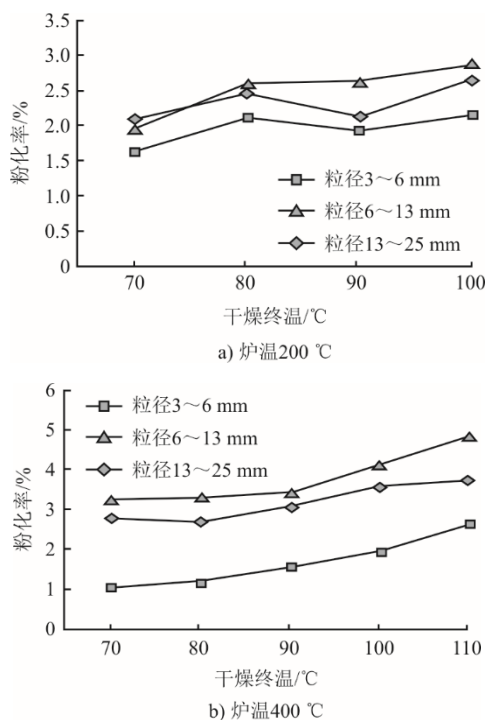 3.5
3.0
2.5
2.0
1.5
1.0
0.5
0
粉化率/%
粒径3～6 mm
粒径6～13 mm
粒径13～25 mm
70 80 90 100
干燥终温/℃
a) 炉温200 ℃
6
5
4
3
2
1
0
粉化率/%
粒径3～6 mm
粒径6～13 mm
粒径13～25 mm
70 80 90 100 110
干燥终温/℃
b) 炉温400 ℃